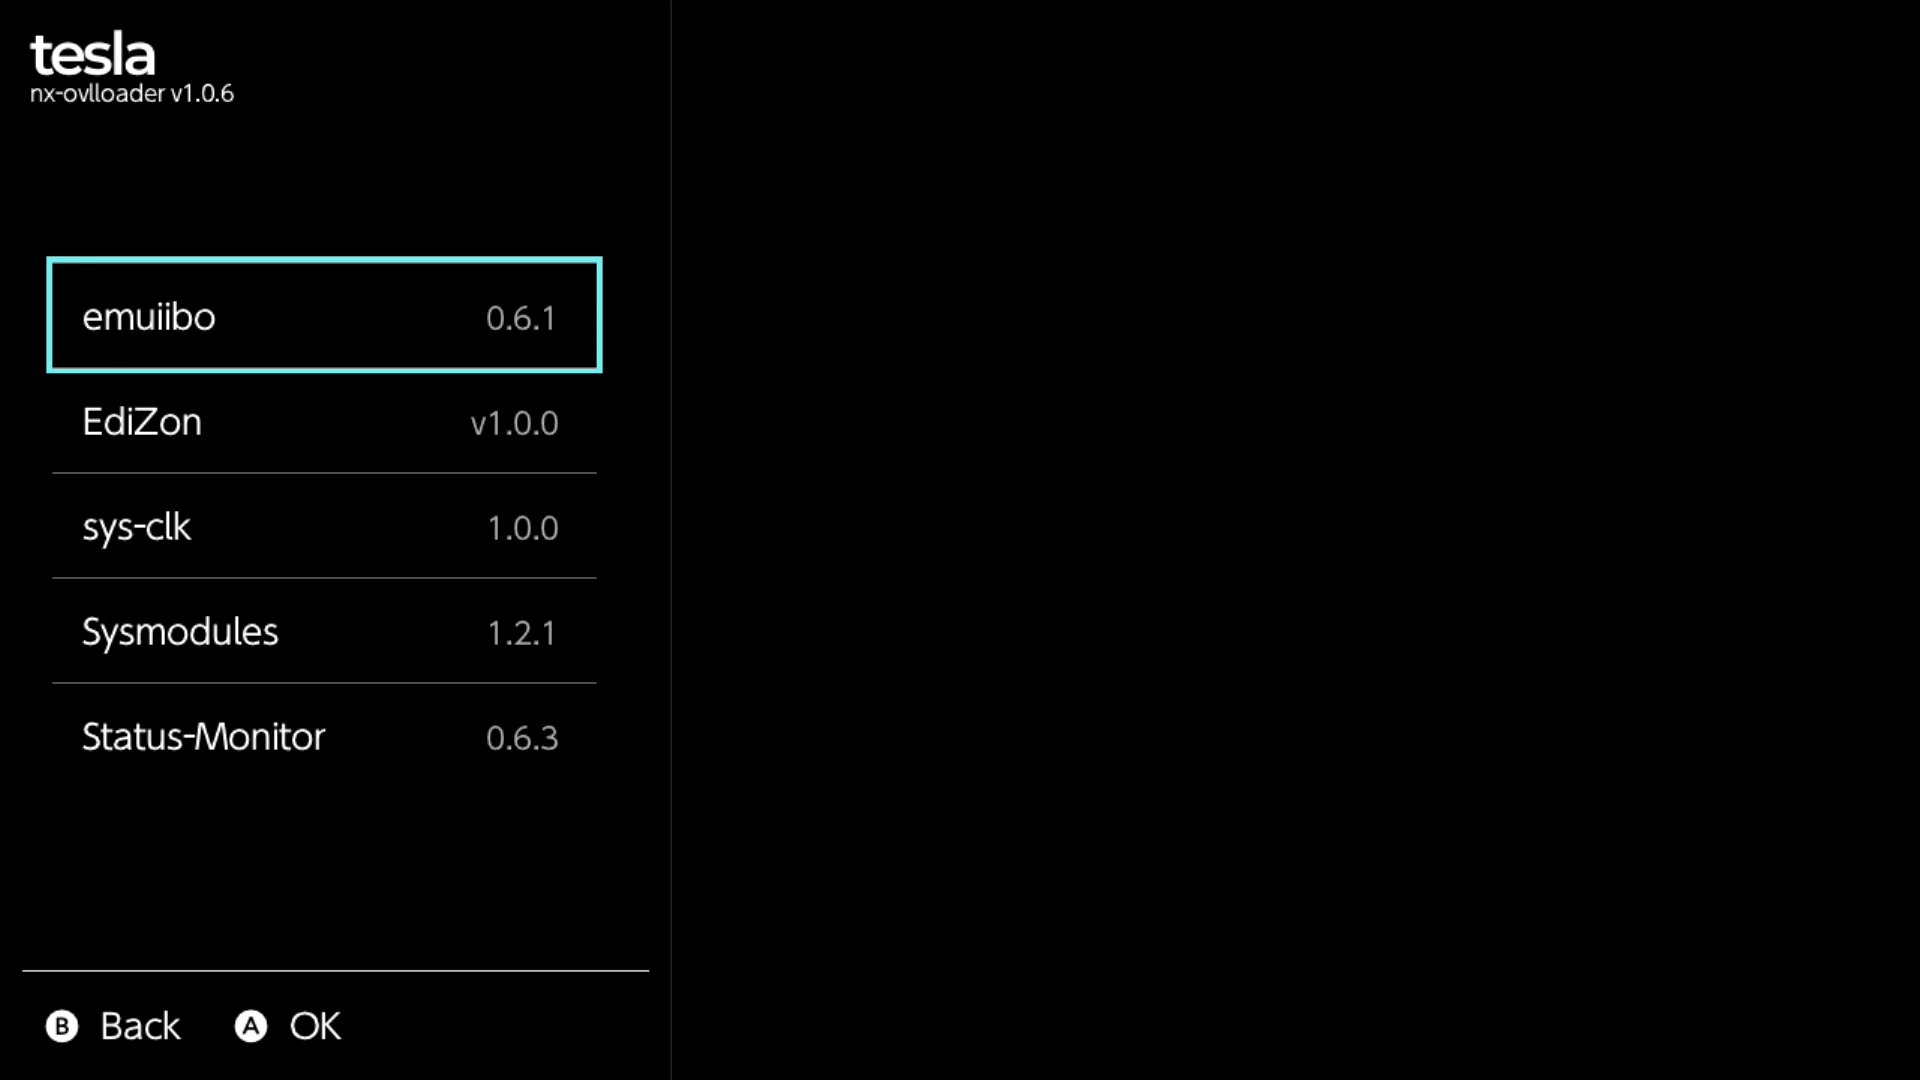 tesla
nx-ovlloader v1.0.6
emuiibo 0.6.1
EdiZon v1.0.0
sys-clk 1.0.0
Sysmodules 1.2.1
Status-Monitor 0.6.3
B Back A OK